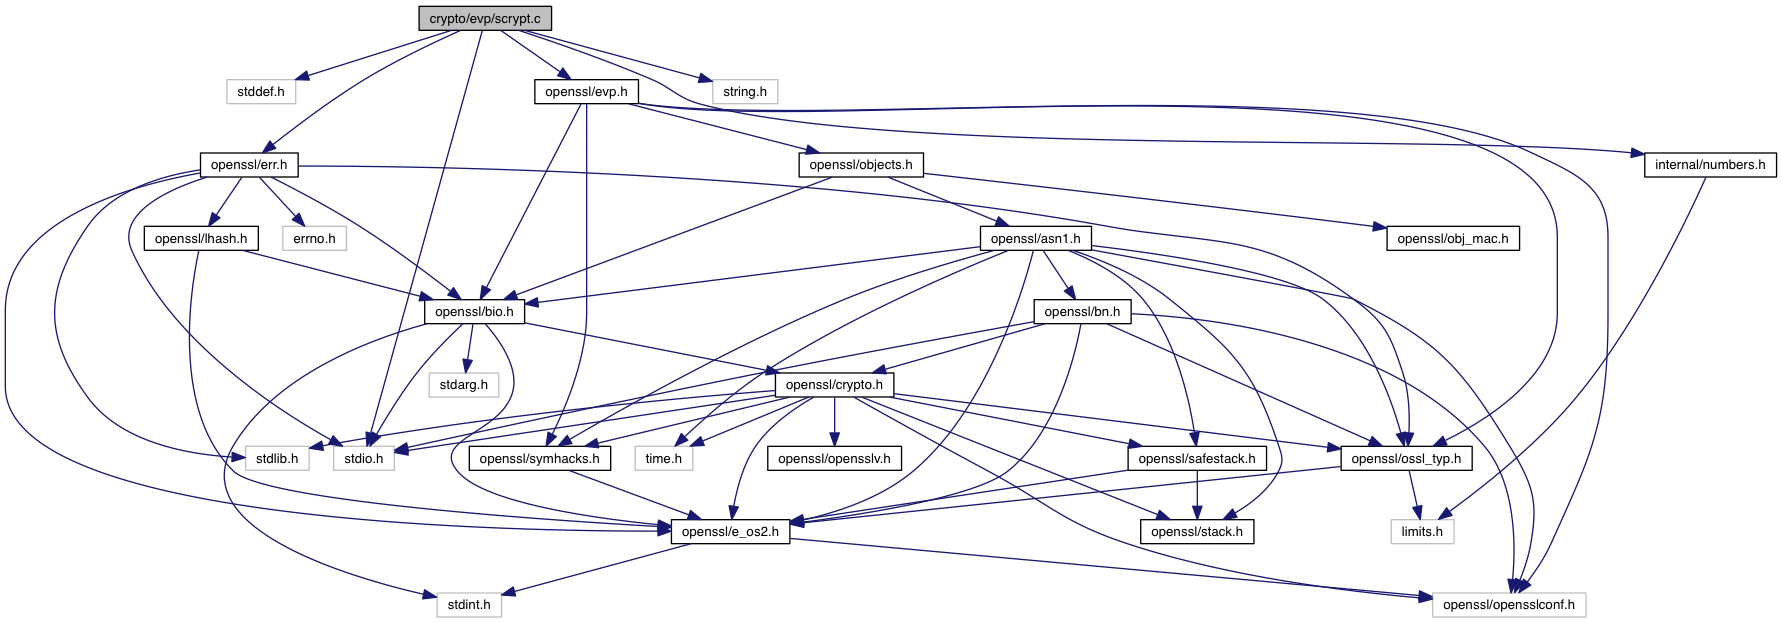 crypto/evp/scrypt.c
stddef.h
openssl/evp.h
string.h
openssl/err.h
openssl/objects.h
internal/numbers.h
openssl/lhash.h
errno.h
openssl/asn1.h
openssl/obj_mac.h
openssl/bio.h
openssl/bn.h
stdarg.h
openssl/crypto.h
stdlib.h
stdio.h
openssl/symhacks.h
time.h
openssl/opensslv.h
openssl/safestack.h
openssl/ossl_typ.h
openssl/e_os2.h
openssl/stack.h
limits.h
stdint.h
openssl/opensslconf.h